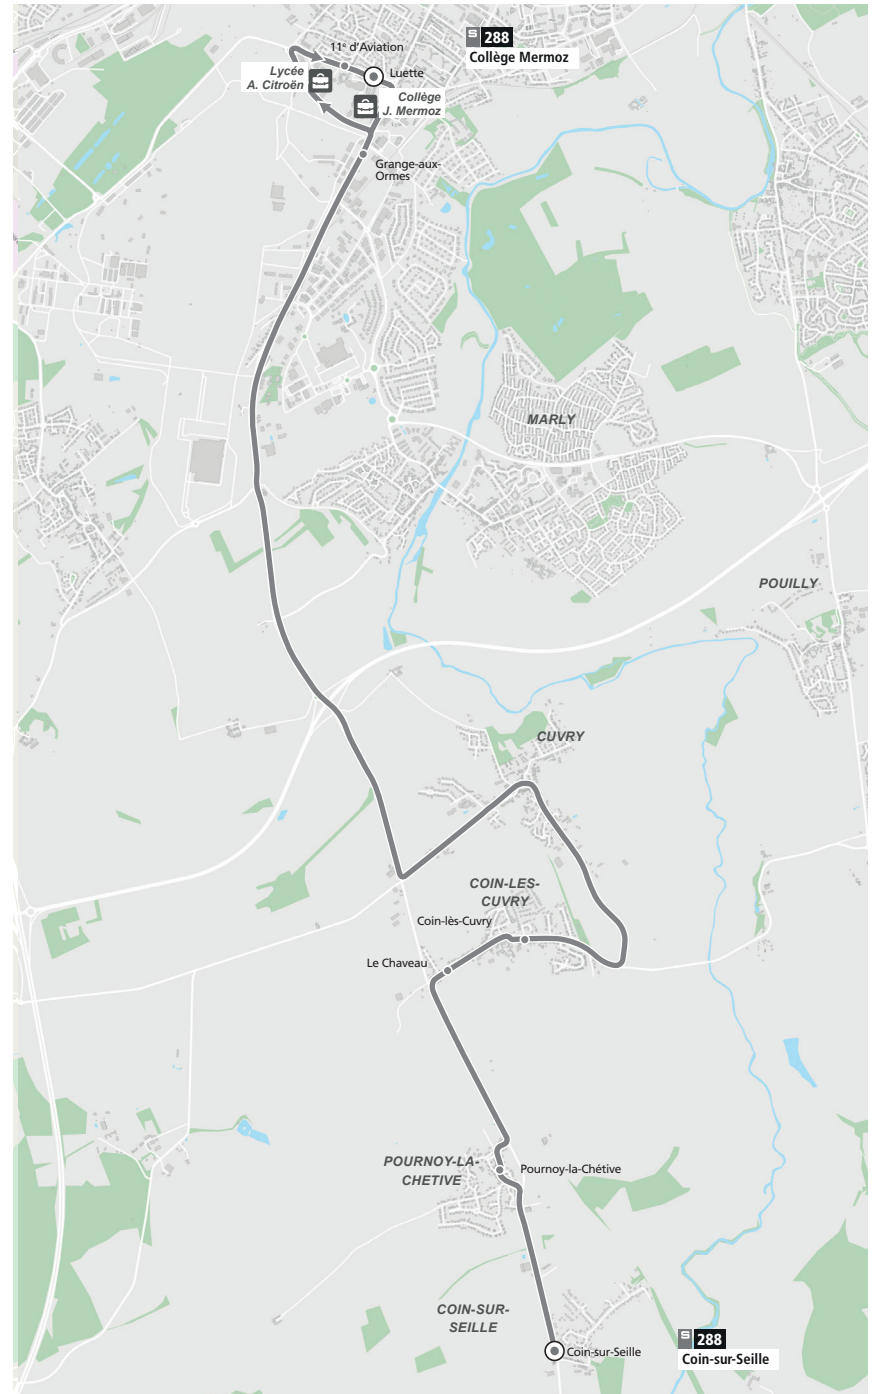 S 288
Collège Mermoz
11e d'Aviation
Luette
Lycée
A. Citroën
Collège
J. Mermoz
Grange-aux-
Ormes
MARLY
POUILLY
CUVRY
COIN-LES-
CUVRY
Coin-lès-Cuvry
Le Chaveau
POURNOY-LA-
CHETIVE
Pournoy-la-Chétive
COIN-SUR-
SEILLE
Coin-sur-Seille
S 288
Coin-sur-Seille